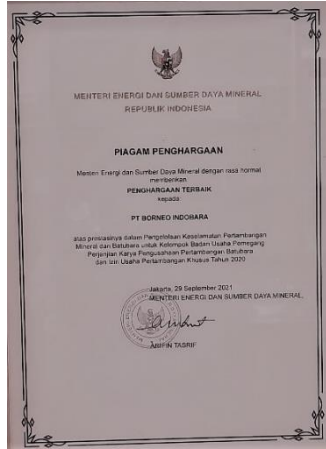 MENTERI ENERGI DAN SUMBER DAYA MINERAL
REPUBLIK INDONESIA
PIAGAM PENGHARGAAN
Menteri Energi dan Sumber Daya Mineral dengan rasa hormat
memberikan
PENGHARGAAN TERBAIK
kepada
PT BORNEO INDOBARA
atas prestasinya dalam Pengelolaan Keselamatan Pertambangan
Mineral dan Batubara untuk Kelompok Badan Usaha Pemegang
Perjanjian Karya Pengusahaan Pertambangan Batubara
dan Izin Usaha Pertambangan Khusus Tahun 2020
Jakarta, 29 September 2021
MENTERI ENERGI DAN SUMBER DAYA MINERAL,
ARIFIN TASRIF